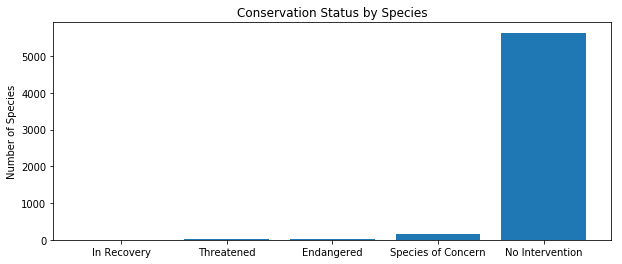 Conservation Status by Species
Number of Species
5000
4000
3000
2000
1000
0
In Recovery Threatened Endangered Species of Concern No Intervention